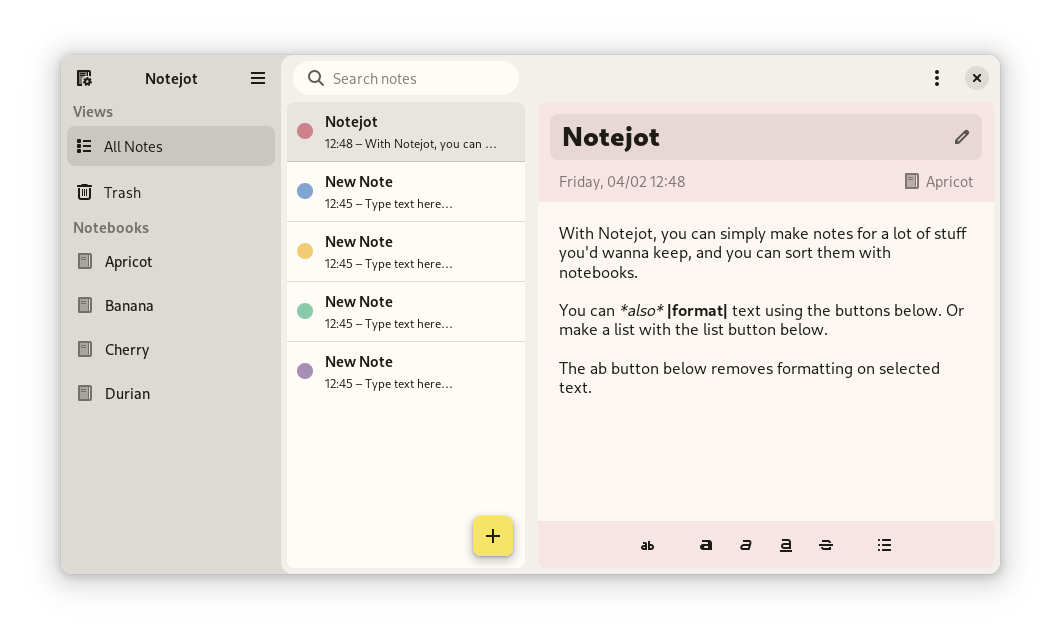 Notejot
Views
All Notes
Trash
Notebooks
Apricot
Banana
Cherry
Durian
Search notes
Notejot
12:48 – With Notejot, you can …
New Note
12:45 – Type text here…
New Note
12:45 – Type text here…
New Note
12:45 – Type text here…
New Note
12:45 – Type text here…
Notejot
Friday, 04/02 12:48
Apricot
With Notejot, you can simply make notes for a lot of stuff
you'd wanna keep, and you can sort them with
notebooks.
You can *also* |format| text using the buttons below. Or
make a list with the list button below.
The ab button below removes formatting on selected
text.
ab
a
a
a
a